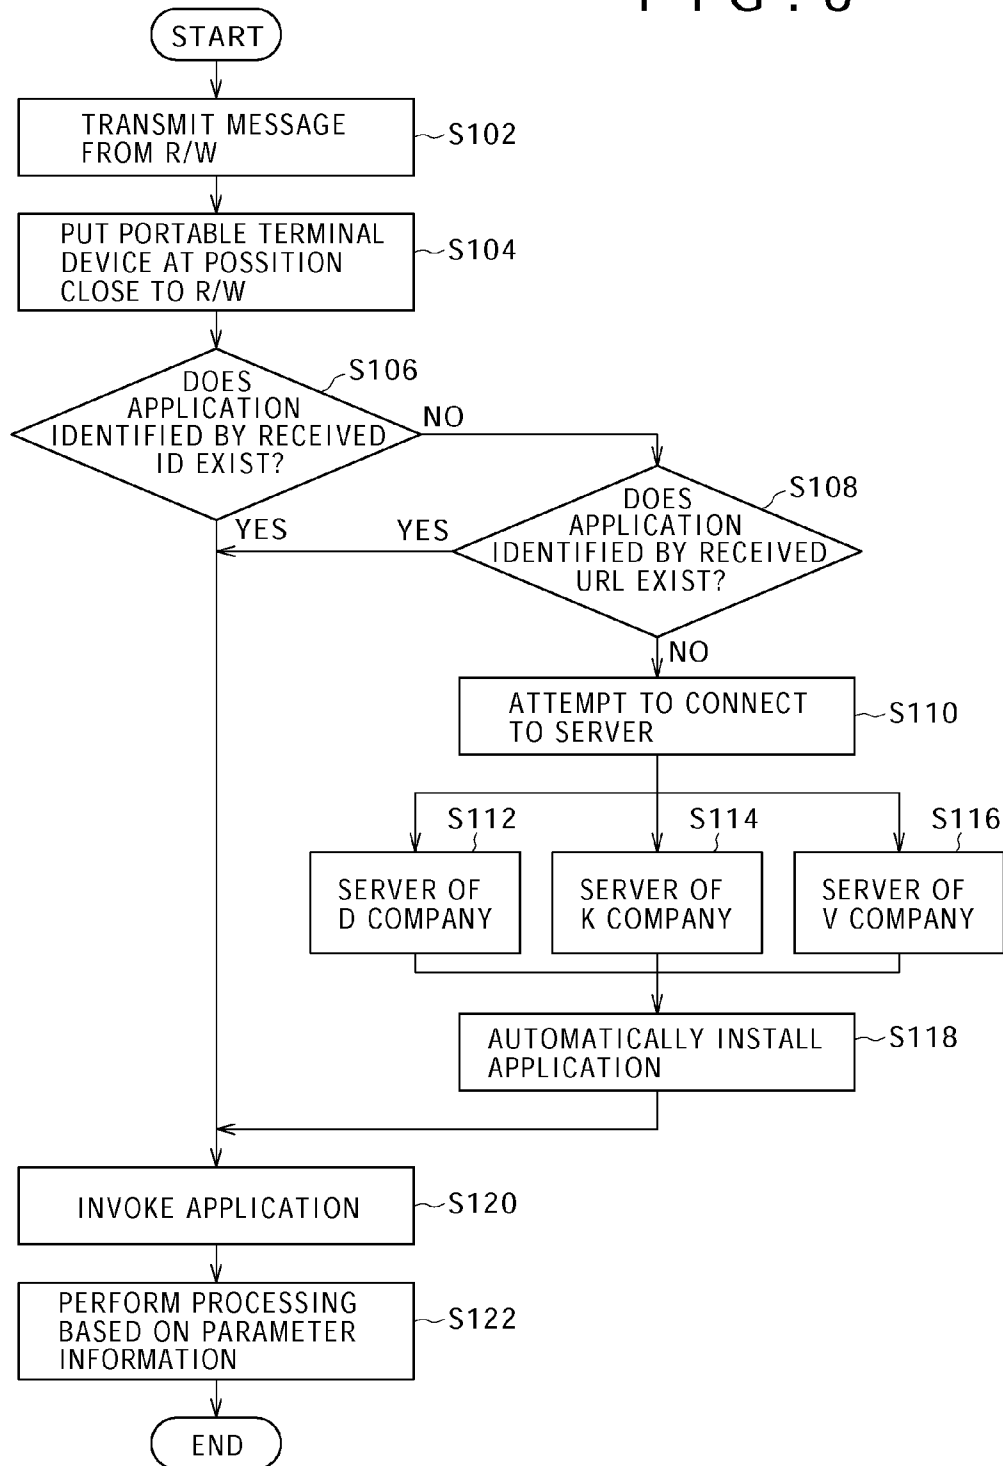 START
TRANSMIT MESSAGE
FROM R/W
S102
PUT PORTABLE TERMINAL
DEVICE AT POSSITION
CLOSE TO R/W
S104
S106
DOES
APPLICATION
IDENTIFIED BY RECEIVED
ID EXIST?
NO
YES
S108
DOES
APPLICATION
IDENTIFIED BY RECEIVED
URL EXIST?
YES
NO
ATTEMPT TO CONNECT
TO SERVER
S110
S112
SERVER OF
D COMPANY
S114
SERVER OF
K COMPANY
S116
SERVER OF
V COMPANY
AUTOMATICALLY INSTALL
APPLICATION
S118
INVOKE APPLICATION
S120
PERFORM PROCESSING
BASED ON PARAMETER
INFORMATION
S122
END